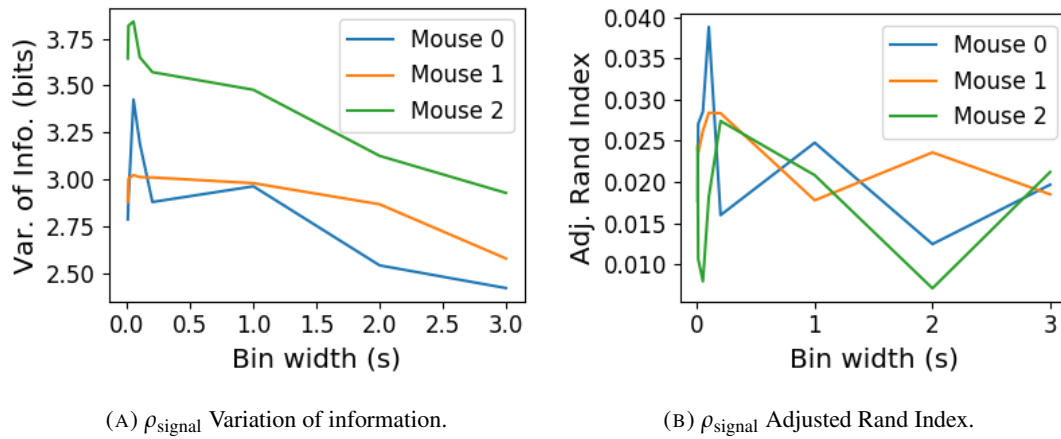 Var. of Info. (bits)
3.75
3.50
3.25
3.00
2.75
2.50
Mouse 0
Mouse 1
Mouse 2
0.0 0.5 1.0 1.5 2.0 2.5 3.0
Bin width (s)
(A) ρsignal Variation of information.
Adj. Rand Index
0.040
0.035
0.030
0.025
0.020
0.015
0.010
Mouse 0
Mouse 1
Mouse 2
0 1 2 3
Bin width (s)
(B) ρsignal Adjusted Rand Index.